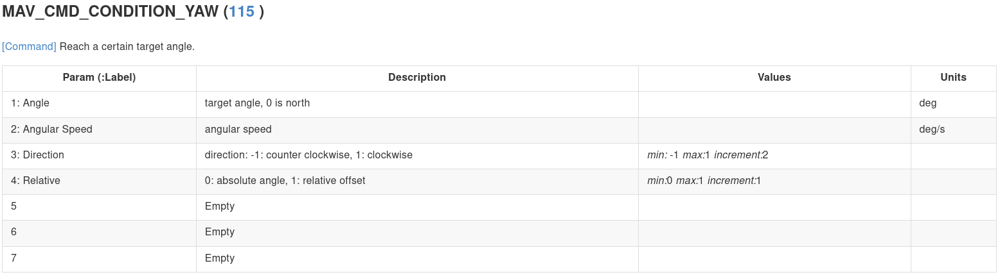 MAV_CMD_CONDITION_YAW (115 )
[Command] Reach a certain target angle.
Param (:Label) Description Values Units
1: Angle target angle, 0 is north deg
2: Angular Speed angular speed deg/s
3: Direction direction: -1: counter clockwise, 1: clockwise min: -1 max:1 increment:2
4: Relative 0: absolute angle, 1: relative offset min:0 max:1 increment:1
5 Empty
6 Empty
7 Empty